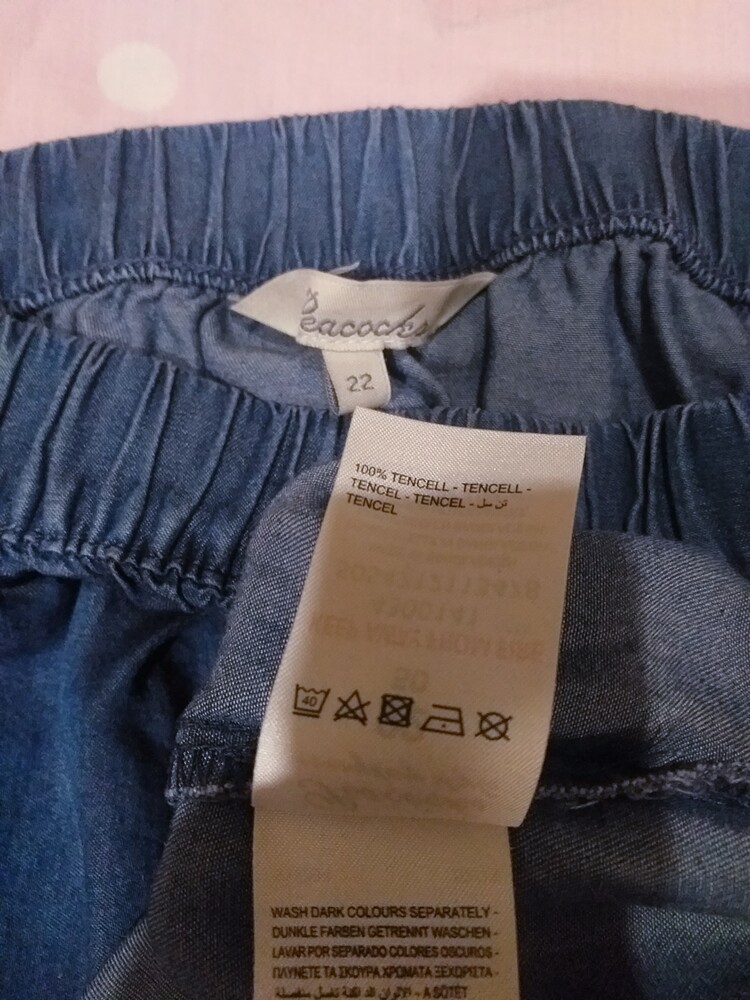 Peacocks
22
100% TENCELL - TENCELL -
TENCEL - TENCEL - تن سل
TENCEL
40
WASH DARK COLOURS SEPARATELY -
DUNKLE FARBEN GETRENNT WASCHEN -
LAVAR POR SEPARADO COLORES OSCUROS -
ΠΛΥΝΕΤΕ ΤΑ ΣΚΟΥΡΑ ΧΡΩΜΑΤΑ ΞΕΧΩΡΙΣΤΑ -
- A SÖTÉT